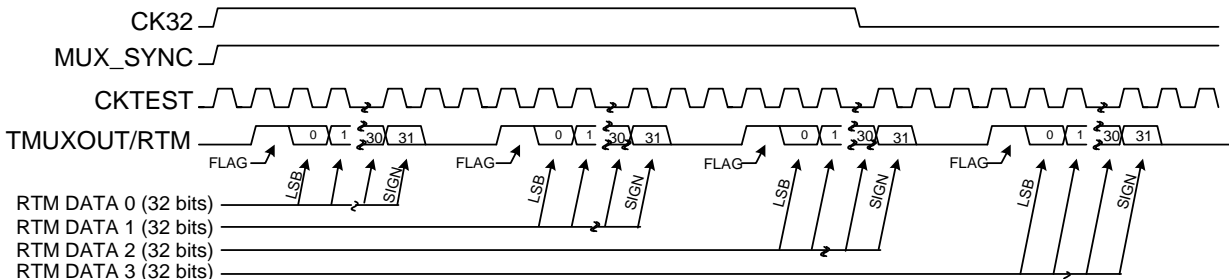 CK32
MUX_SYNC
CKTEST
TMUXOUT/RTM
0 1 30 31 0 1 30 31 0 1 30 31 0 1 30 31
FLAG FLAG FLAG FLAG
LSB SIGN LSB SIGN LSB SIGN LSB SIGN
RTM DATA 0 (32 bits)
RTM DATA 1 (32 bits)
RTM DATA 2 (32 bits)
RTM DATA 3 (32 bits)